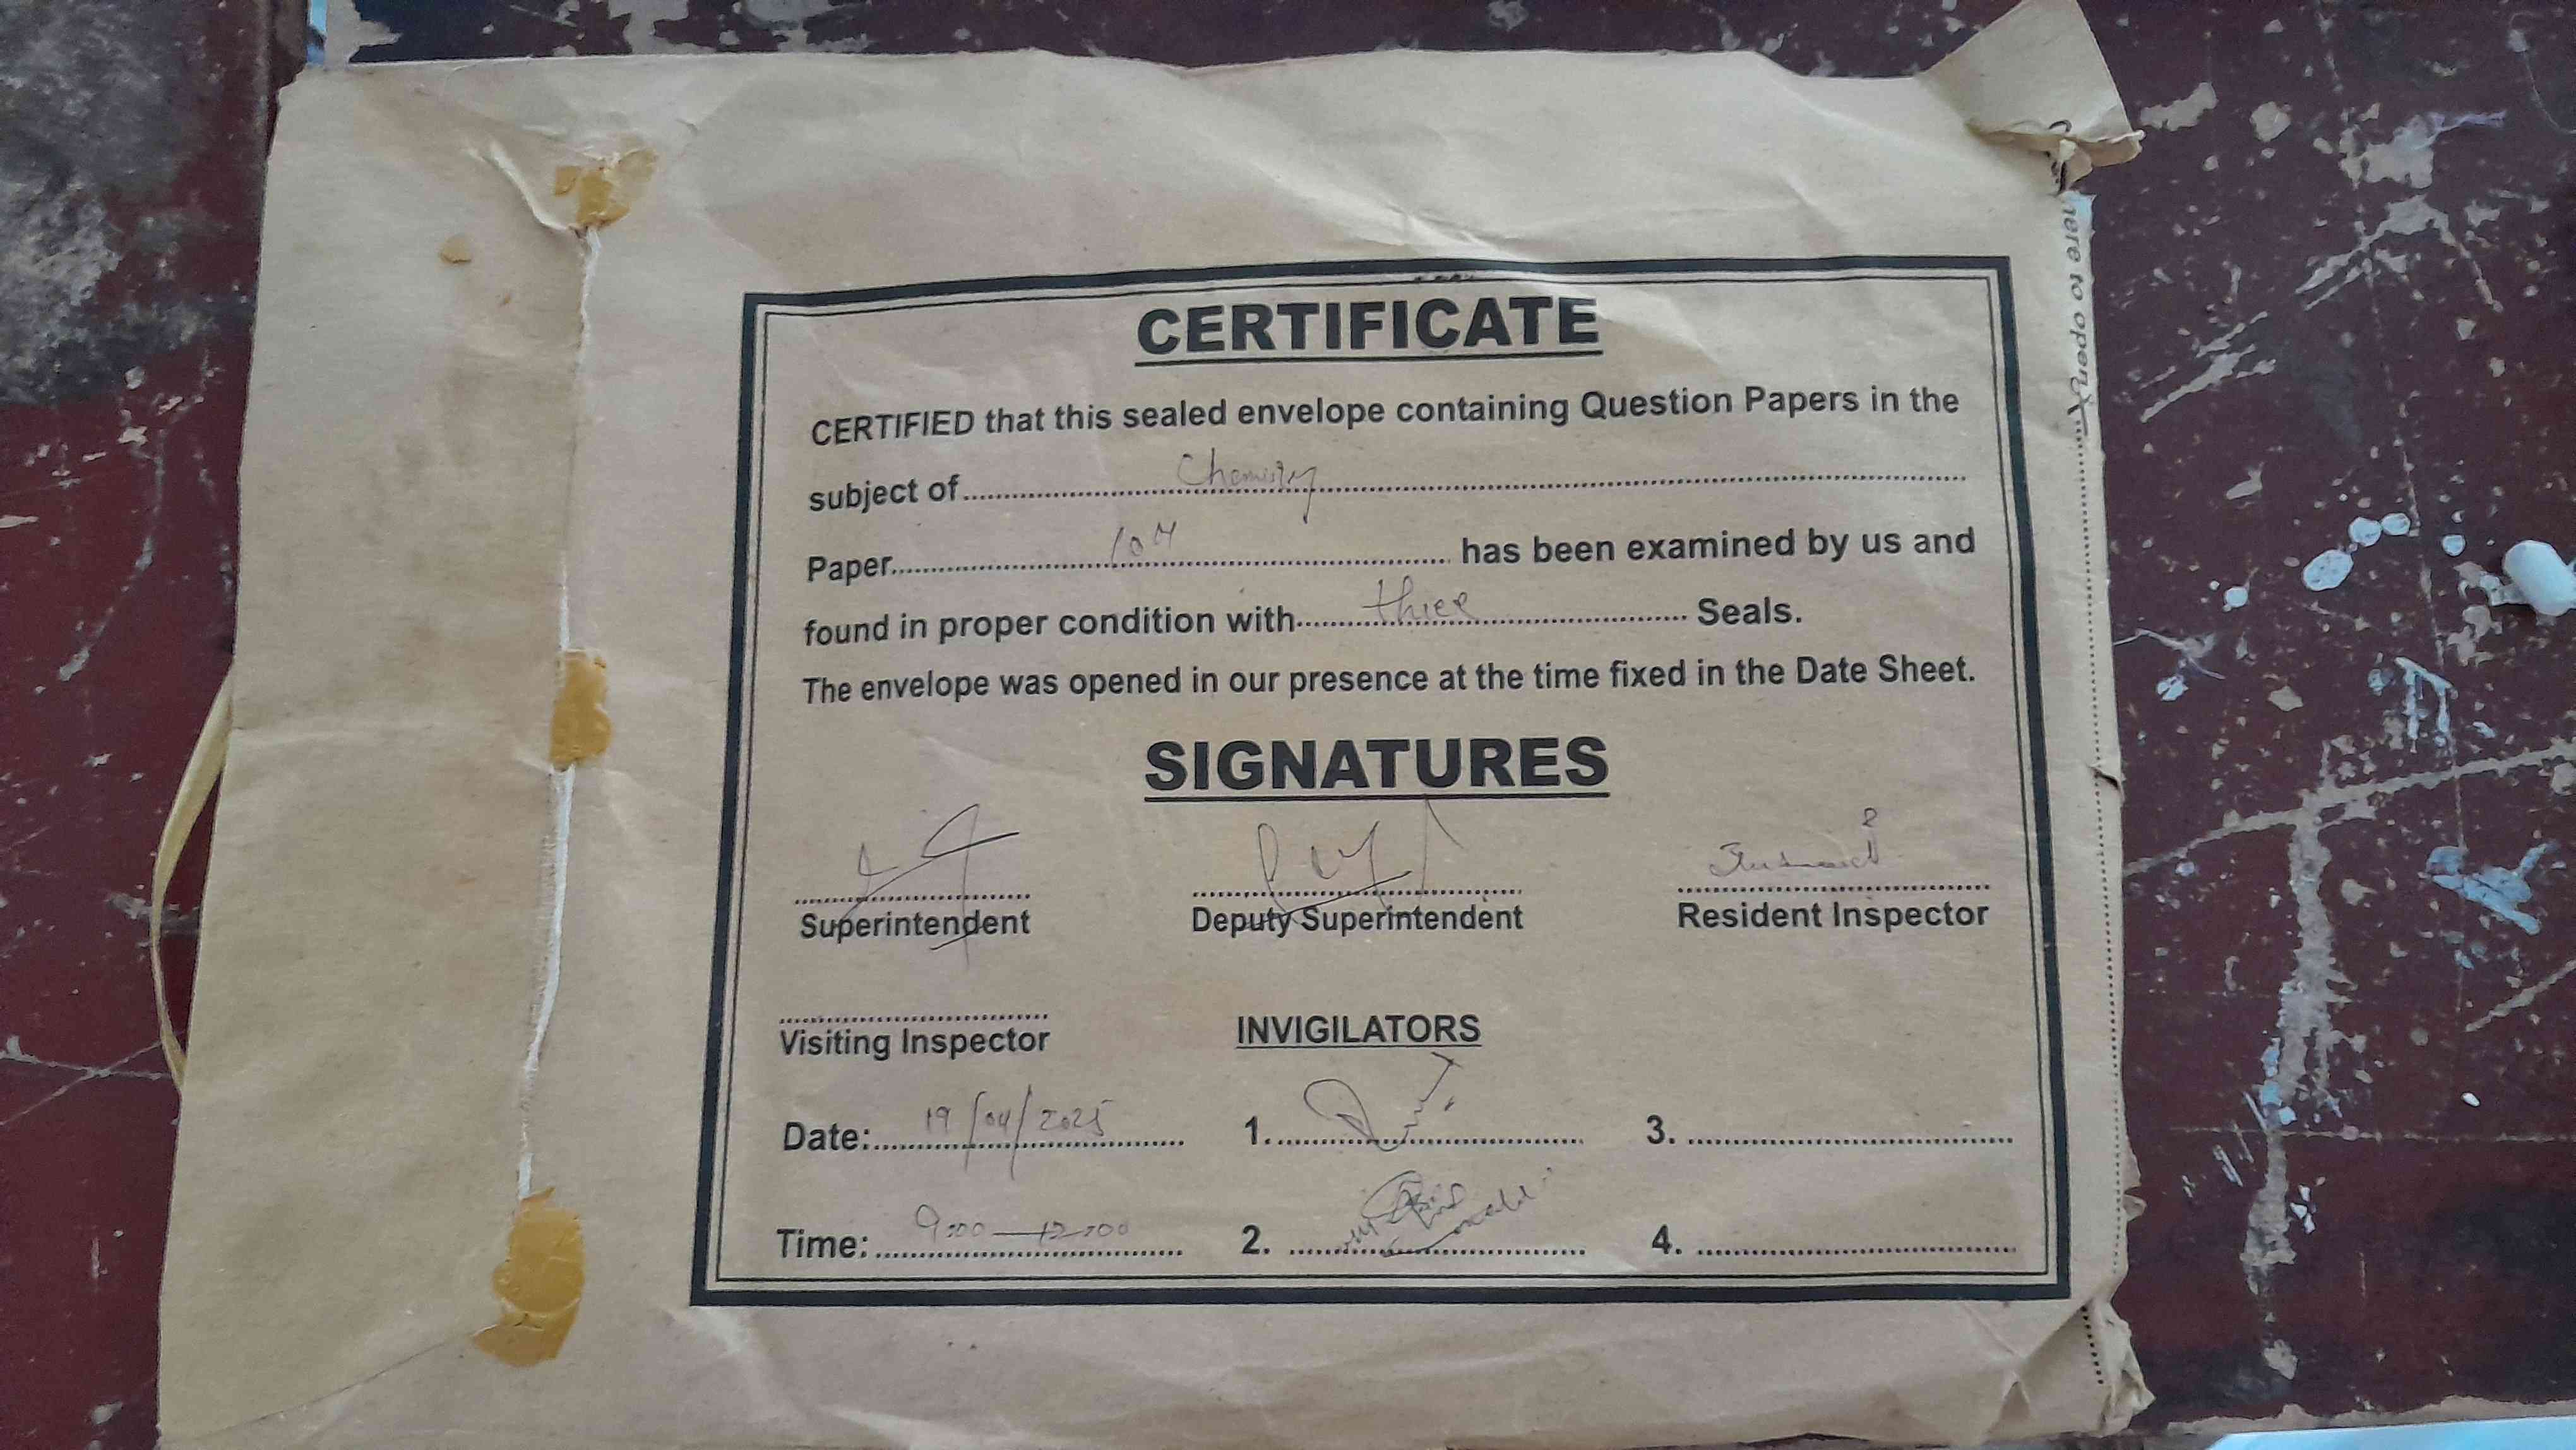 CERTIFICATE
CERTIFIED that this sealed envelope containing Question Papers in the
subject of Chemistry
Paper 10th has been examined by us and
found in proper condition with three Seals.
The envelope was opened in our presence at the time fixed in the Date Sheet.
SIGNATURES
Superintendent Deputy Superintendent Resident Inspector
Visiting Inspector INVIGILATORS
Date: 19/04/2025 1. 3.
Time: 9:00 — 12:00 2. 4.
here to open